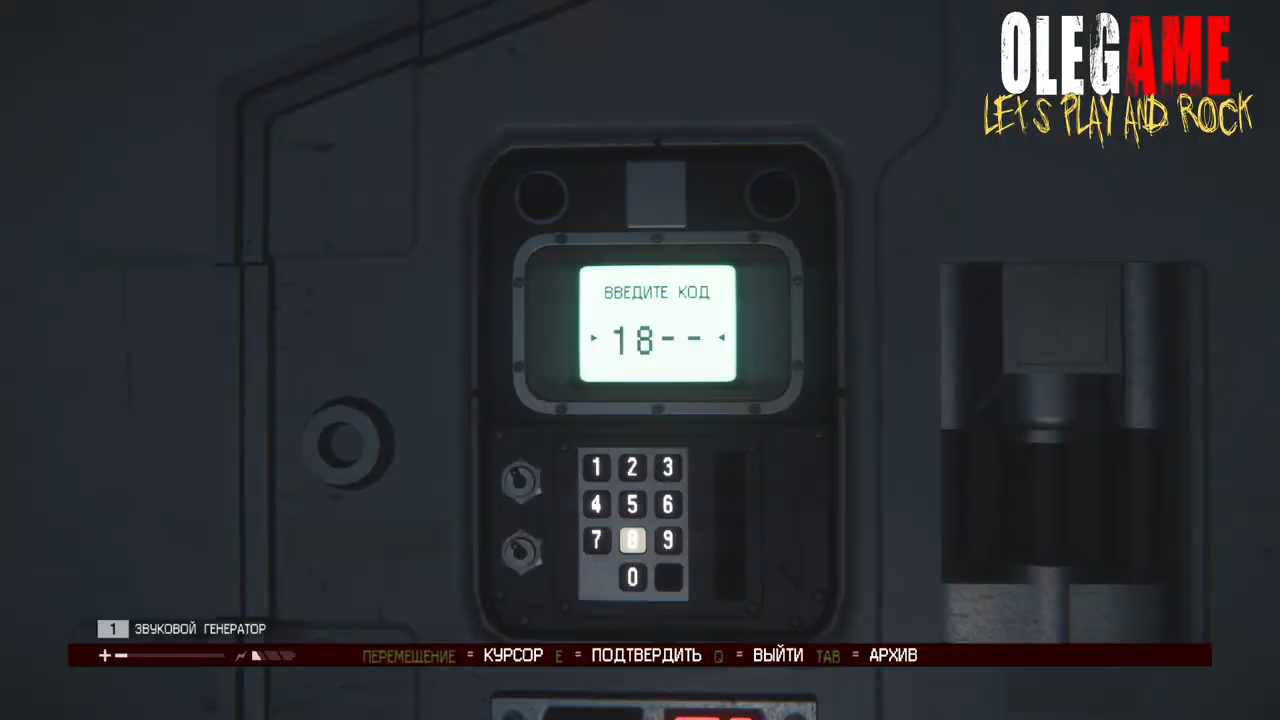 OLEGAME
LET'S PLAY AND ROCK
ВВЕДИТЕ КОД
18--
1 2 3
4 5 6
7 8 9
0
1 ЗВУКОВОЙ ГЕНЕРАТОР
ПЕРЕМЕЩЕНИЕ = КУРСОР E = ПОДТВЕРДИТЬ Q = ВЫЙТИ TAB = АРХИВ